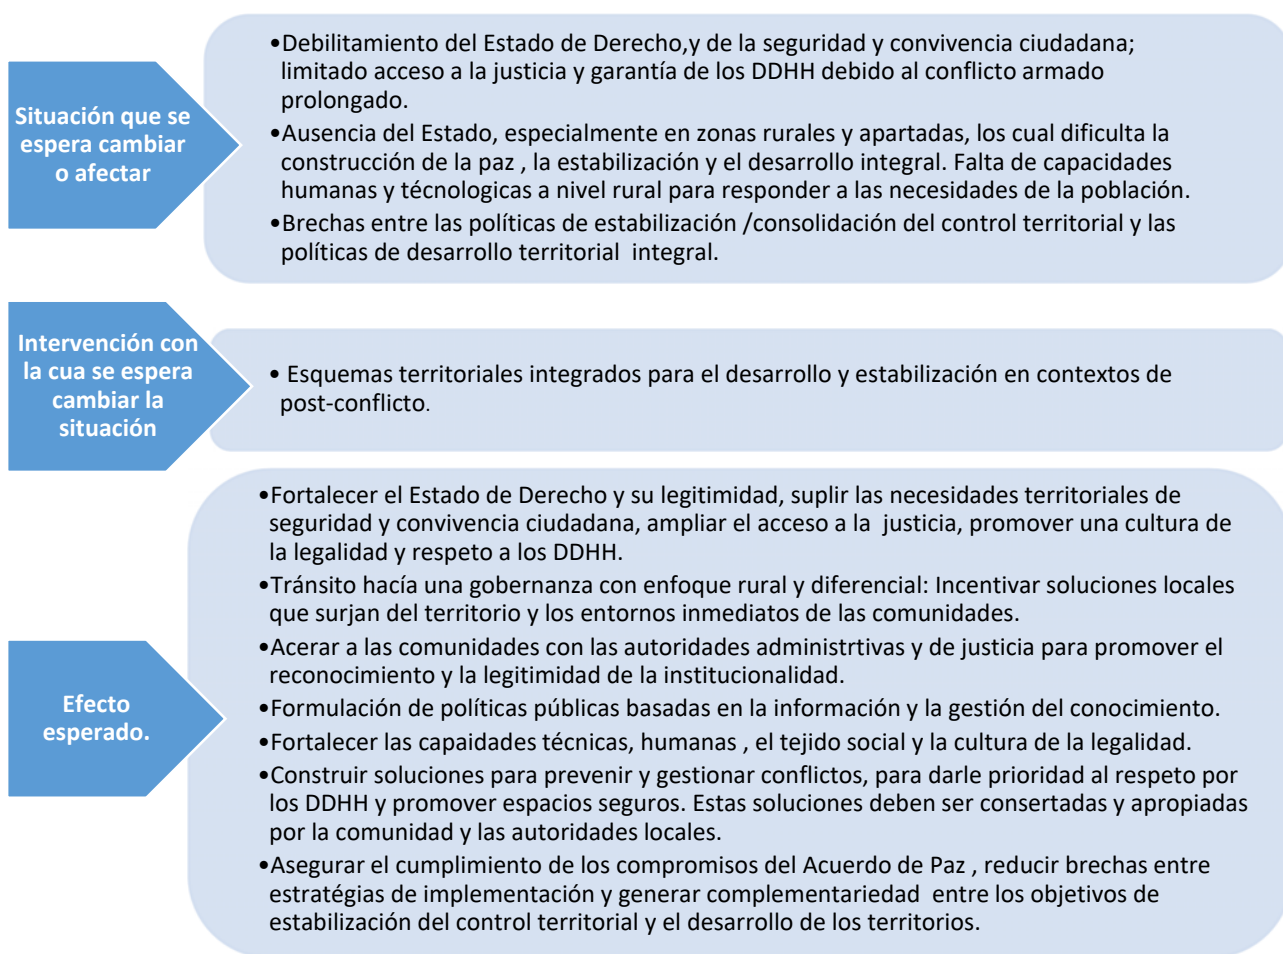 Situación que se
espera cambiar
o afectar
•Debilitamiento del Estado de Derecho,y de la seguridad y convivencia ciudadana;
limitado acceso a la justicia y garantía de los DDHH debido al conflicto armado
prolongado.
•Ausencia del Estado, especialmente en zonas rurales y apartadas, los cual dificulta la
construcción de la paz , la estabilización y el desarrollo integral. Falta de capacidades
humanas y técnologicas a nivel rural para responder a las necesidades de la población.
•Brechas entre las políticas de estabilización /consolidación del control territorial y las
políticas de desarrollo territorial integral.
Intervención con
la cua se espera
cambiar la
situación
• Esquemas territoriales integrados para el desarrollo y estabilización en contextos de
post-conflicto.
Efecto
esperado.
•Fortalecer el Estado de Derecho y su legitimidad, suplir las necesidades territoriales de
seguridad y convivencia ciudadana, ampliar el acceso a la justicia, promover una cultura de
la legalidad y respeto a los DDHH.
•Tránsito hacía una gobernanza con enfoque rural y diferencial: Incentivar soluciones locales
que surjan del territorio y los entornos inmediatos de las comunidades.
•Acerar a las comunidades con las autoridades administrtivas y de justicia para promover el
reconocimiento y la legitimidad de la institucionalidad.
•Formulación de políticas públicas basadas en la información y la gestión del conocimiento.
•Fortalecer las capaidades técnicas, humanas , el tejido social y la cultura de la legalidad.
•Construir soluciones para prevenir y gestionar conflictos, para darle prioridad al respeto por
los DDHH y promover espacios seguros. Estas soluciones deben ser consertadas y apropiadas
por la comunidad y las autoridades locales.
•Asegurar el cumplimiento de los compromisos del Acuerdo de Paz , reducir brechas entre
estratégias de implementación y generar complementariedad entre los objetivos de
estabilización del control territorial y el desarrollo de los territorios.